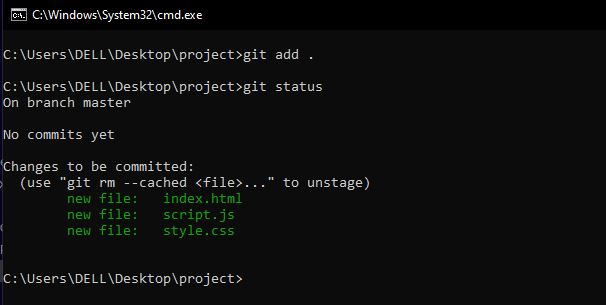 C:\Windows\System32\cmd.exe
C:\Users\DELL\Desktop\project>git add .
C:\Users\DELL\Desktop\project>git status
On branch master
No commits yet
Changes to be committed:
  (use "git rm --cached <file>..." to unstage)
        new file:   index.html
        new file:   script.js
        new file:   style.css
C:\Users\DELL\Desktop\project>